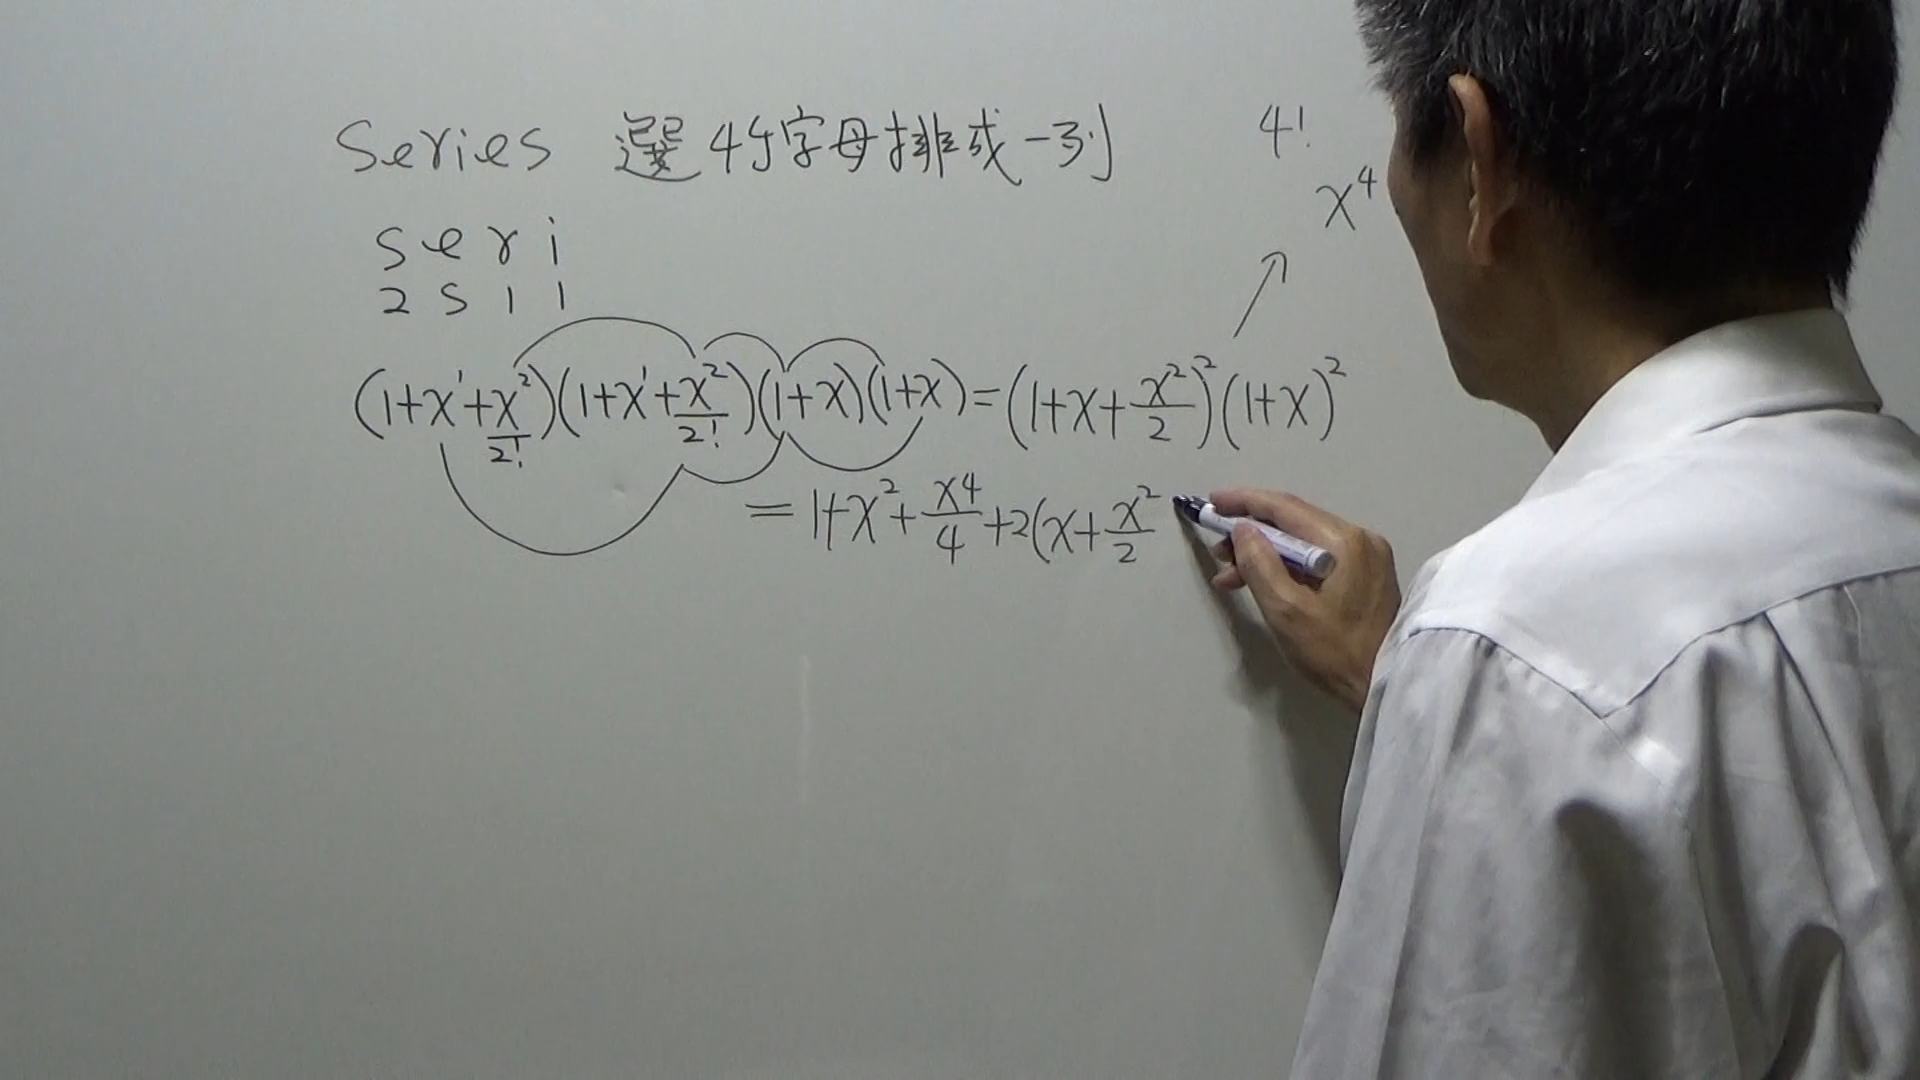 Series 選4個字母排成一列 4!
x⁴
s e r i
2 s 1 1
(1+x¹+x²/2!)(1+x¹+x²/2!)(1+x)(1+x)=(1+x+x²/2)²(1+x)²
=1+x²+x⁴/4+2(x+x²/2